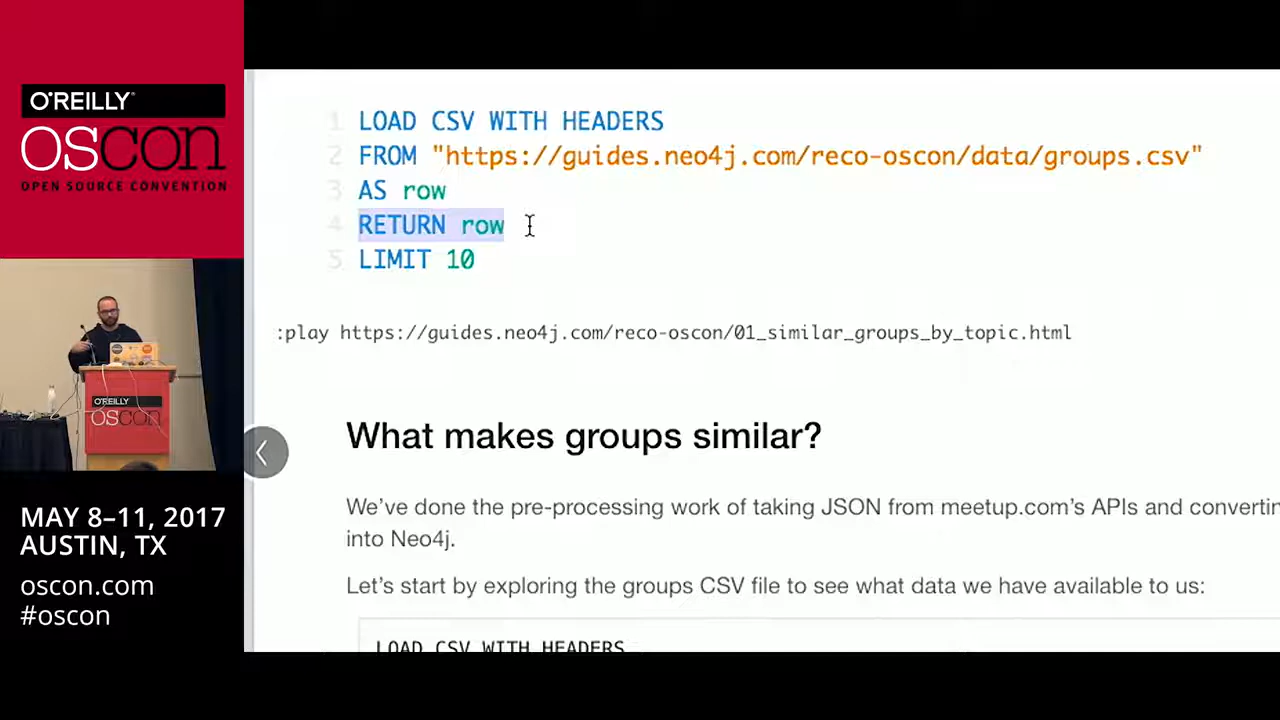 O'REILLY®
OSCON
OPEN SOURCE CONVENTION
O'REILLY
OSCON
MAY 8–11, 2017
AUSTIN, TX
oscon.com
#oscon
1 LOAD CSV WITH HEADERS
2 FROM "https://guides.neo4j.com/reco-oscon/data/groups.csv"
3 AS row
4 RETURN row
5 LIMIT 10
:play https://guides.neo4j.com/reco-oscon/01_similar_groups_by_topic.html
What makes groups similar?
We've done the pre-processing work of taking JSON from meetup.com's APIs and convertin
into Neo4j.
Let's start by exploring the groups CSV file to see what data we have available to us:
LOAD CSV WITH HEADERS